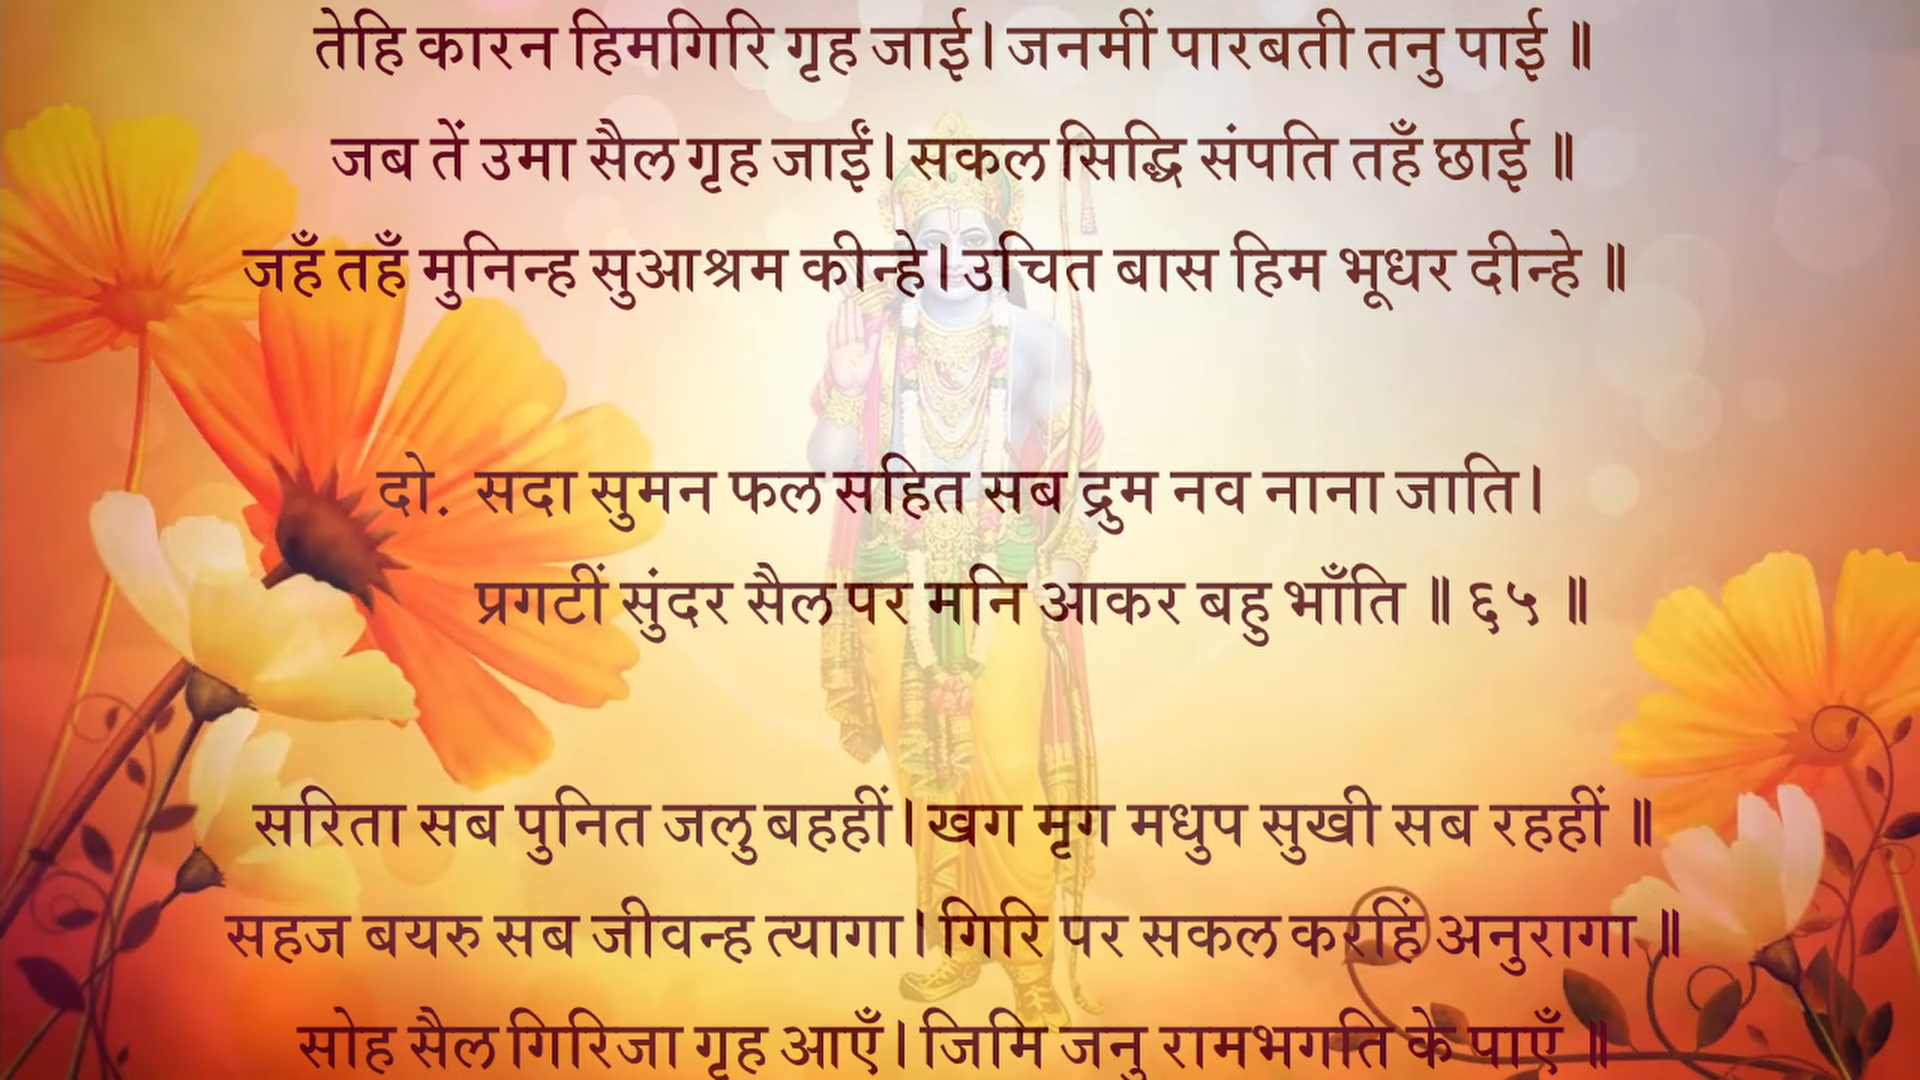 तेहि कारन हिमगिरि गृह जाई। जनमीं पारबती तनु पाई ॥
जब तें उमा सैल गृह जाईं। सकल सिद्धि संपति तहँ छाई ॥
जहँ तहँ मुनिन्ह सुआश्रम कीन्हे। उचित बास हिम भूधर दीन्हे ॥
दो. सदा सुमन फल सहित सब द्रुम नव नाना जाति।
प्रगटीं सुंदर सैल पर मनि आकर बहु भाँति ॥ ६५ ॥
सरिता सब पुनित जलु बहहीं। खग मृग मधुप सुखी सब रहहीं ॥
सहज बयरु सब जीवन्ह त्यागा। गिरि पर सकल करहिं अनुरागा ॥
सोह सैल गिरिजा गृह आएँ। जिमि जनु रामभगति के पाएँ ॥